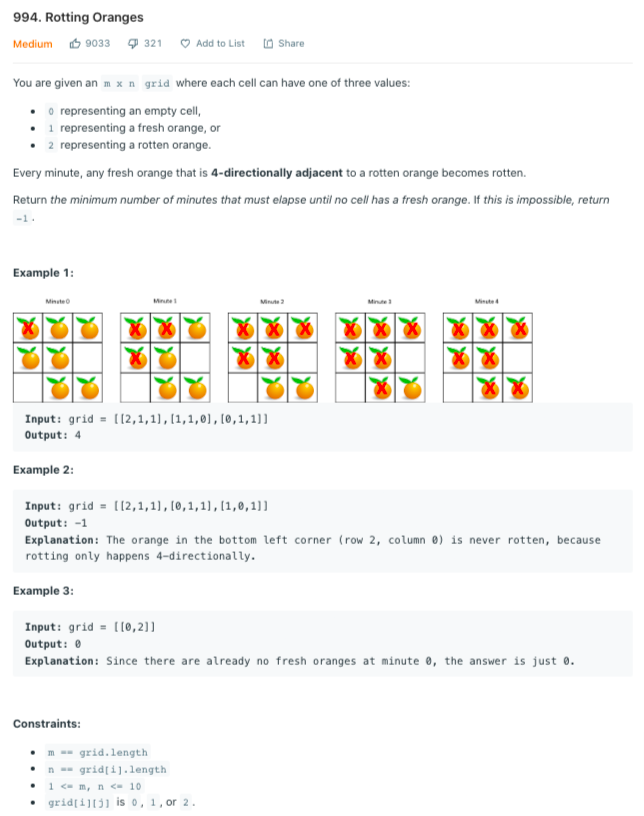 994. Rotting Oranges
Medium 9033 321 Add to List Share
You are given an m x n grid where each cell can have one of three values:
• 0 representing an empty cell,
• 1 representing a fresh orange, or
• 2 representing a rotten orange.
Every minute, any fresh orange that is 4-directionally adjacent to a rotten orange becomes rotten.
Return the minimum number of minutes that must elapse until no cell has a fresh orange. If this is impossible, return
-1.
Example 1:
Minute 0 Minute 1 Minute 2 Minute 3 Minute 4
Input: grid = [[2,1,1],[1,1,0],[0,1,1]]
Output: 4
Example 2:
Input: grid = [[2,1,1],[0,1,1],[1,0,1]]
Output: -1
Explanation: The orange in the bottom left corner (row 2, column 0) is never rotten, because
rotting only happens 4-directionally.
Example 3:
Input: grid = [[0,2]]
Output: 0
Explanation: Since there are already no fresh oranges at minute 0, the answer is just 0.
Constraints:
• m == grid.length
• n == grid[i].length
• 1 <= m, n <= 10
• grid[i][j] is 0, 1, or 2.